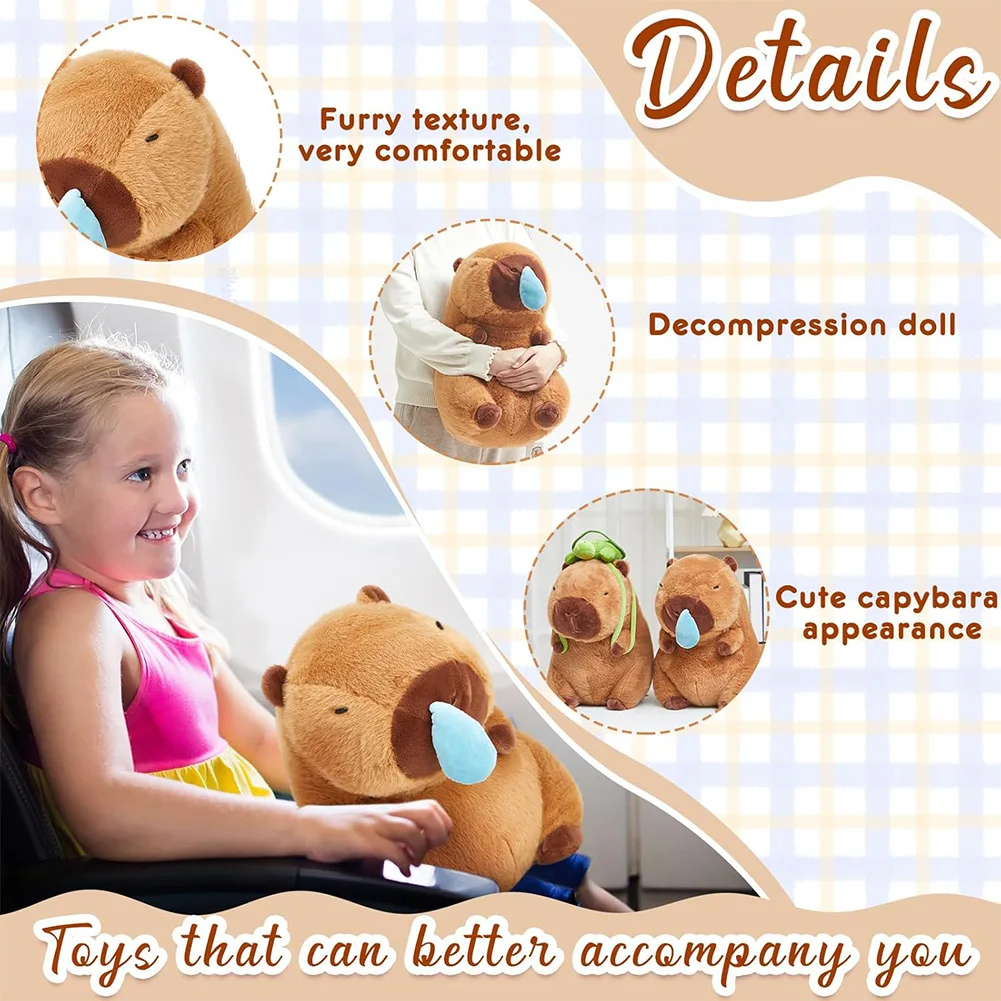 Details
Furry texture,
very comfortable
Decompression doll
Cute capybara
appearance
Toys that can better accompany you